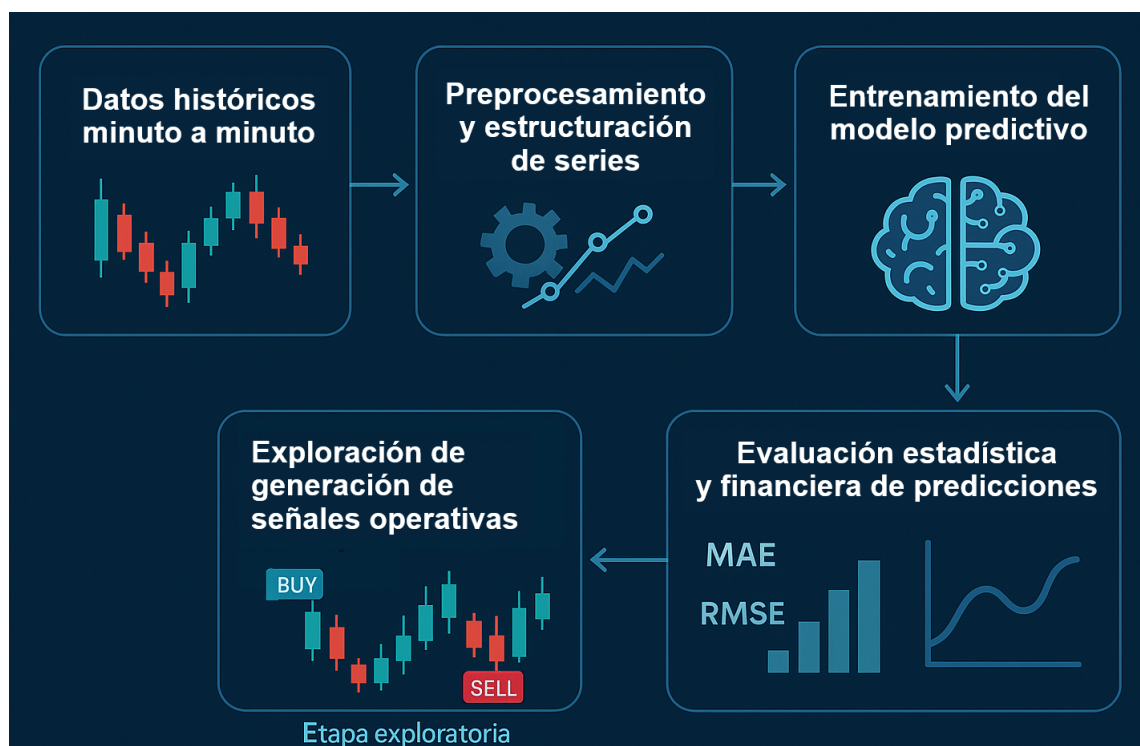 Datos históricos
minuto a minuto
Preprocesamiento
y estructuración
de series
Entrenamiento del
modelo predictivo
Evaluación estadística
y financiera de predicciones
MAE
RMSE
Exploración de
generación de
señales operativas
BUY
SELL
Etapa exploratoria